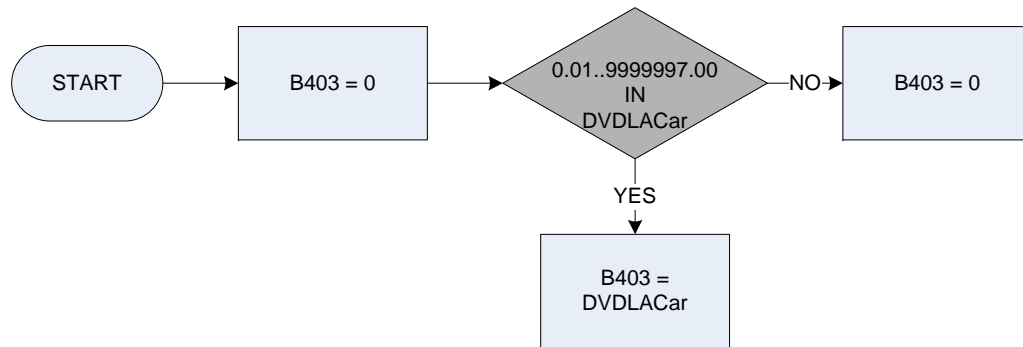 START
B403 = 0
0.01..9999997.00
IN
DVDLACar
NO
B403 = 0
YES
B403 =
DVDLACar